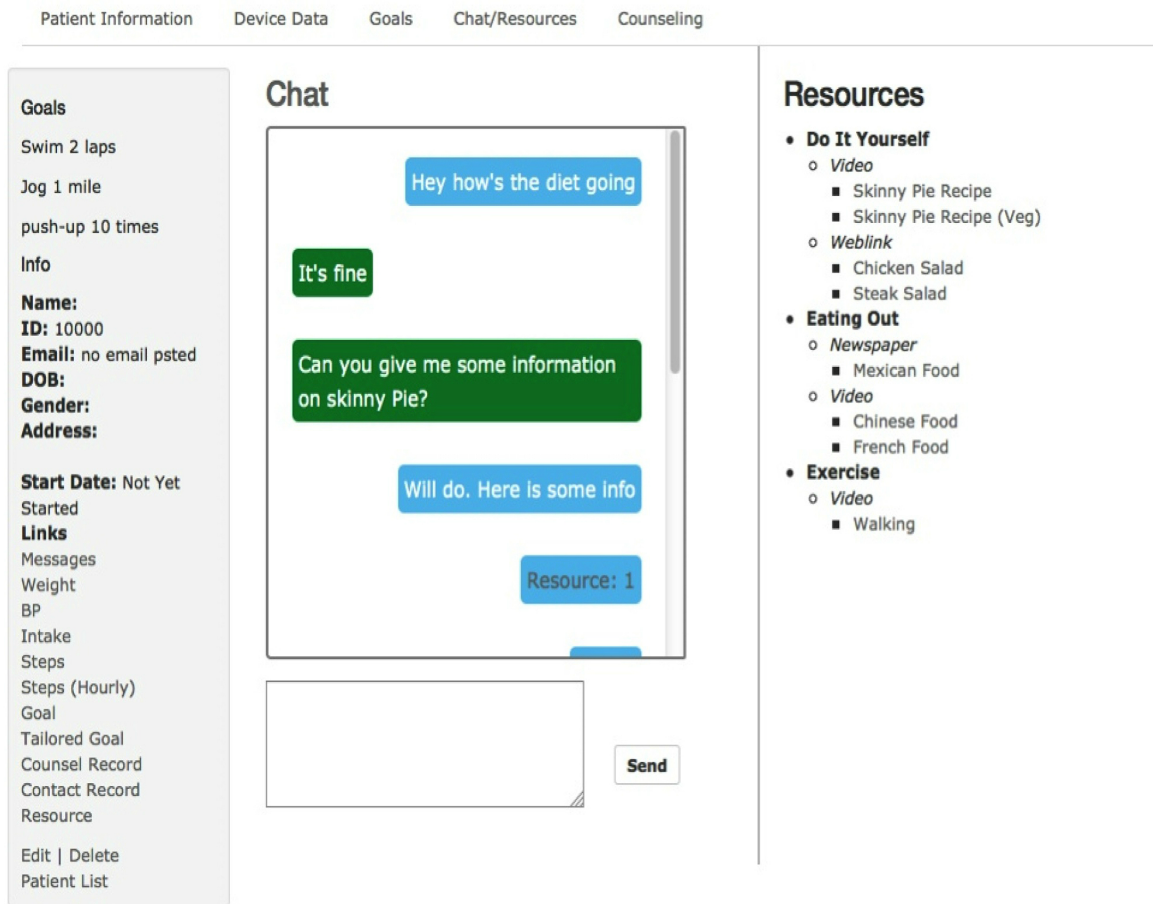 Patient Information Device Data Goals Chat/Resources Counseling
Goals
Swim 2 laps
Jog 1 mile
push-up 10 times
Info
Name:
ID: 10000
Email: no email psted
DOB:
Gender:
Address:
Start Date: Not Yet
Started
Links
Messages
Weight
BP
Intake
Steps
Steps (Hourly)
Goal
Tailored Goal
Counsel Record
Contact Record
Resource
Edit | Delete
Patient List
Chat
Hey how's the diet going
It's fine
Can you give me some information
on skinny Pie?
Will do. Here is some info
Resource: 1
Send
Resources
Do It Yourself
Video
Skinny Pie Recipe
Skinny Pie Recipe (Veg)
Weblink
Chicken Salad
Steak Salad
Eating Out
Newspaper
Mexican Food
Video
Chinese Food
French Food
Exercise
Video
Walking